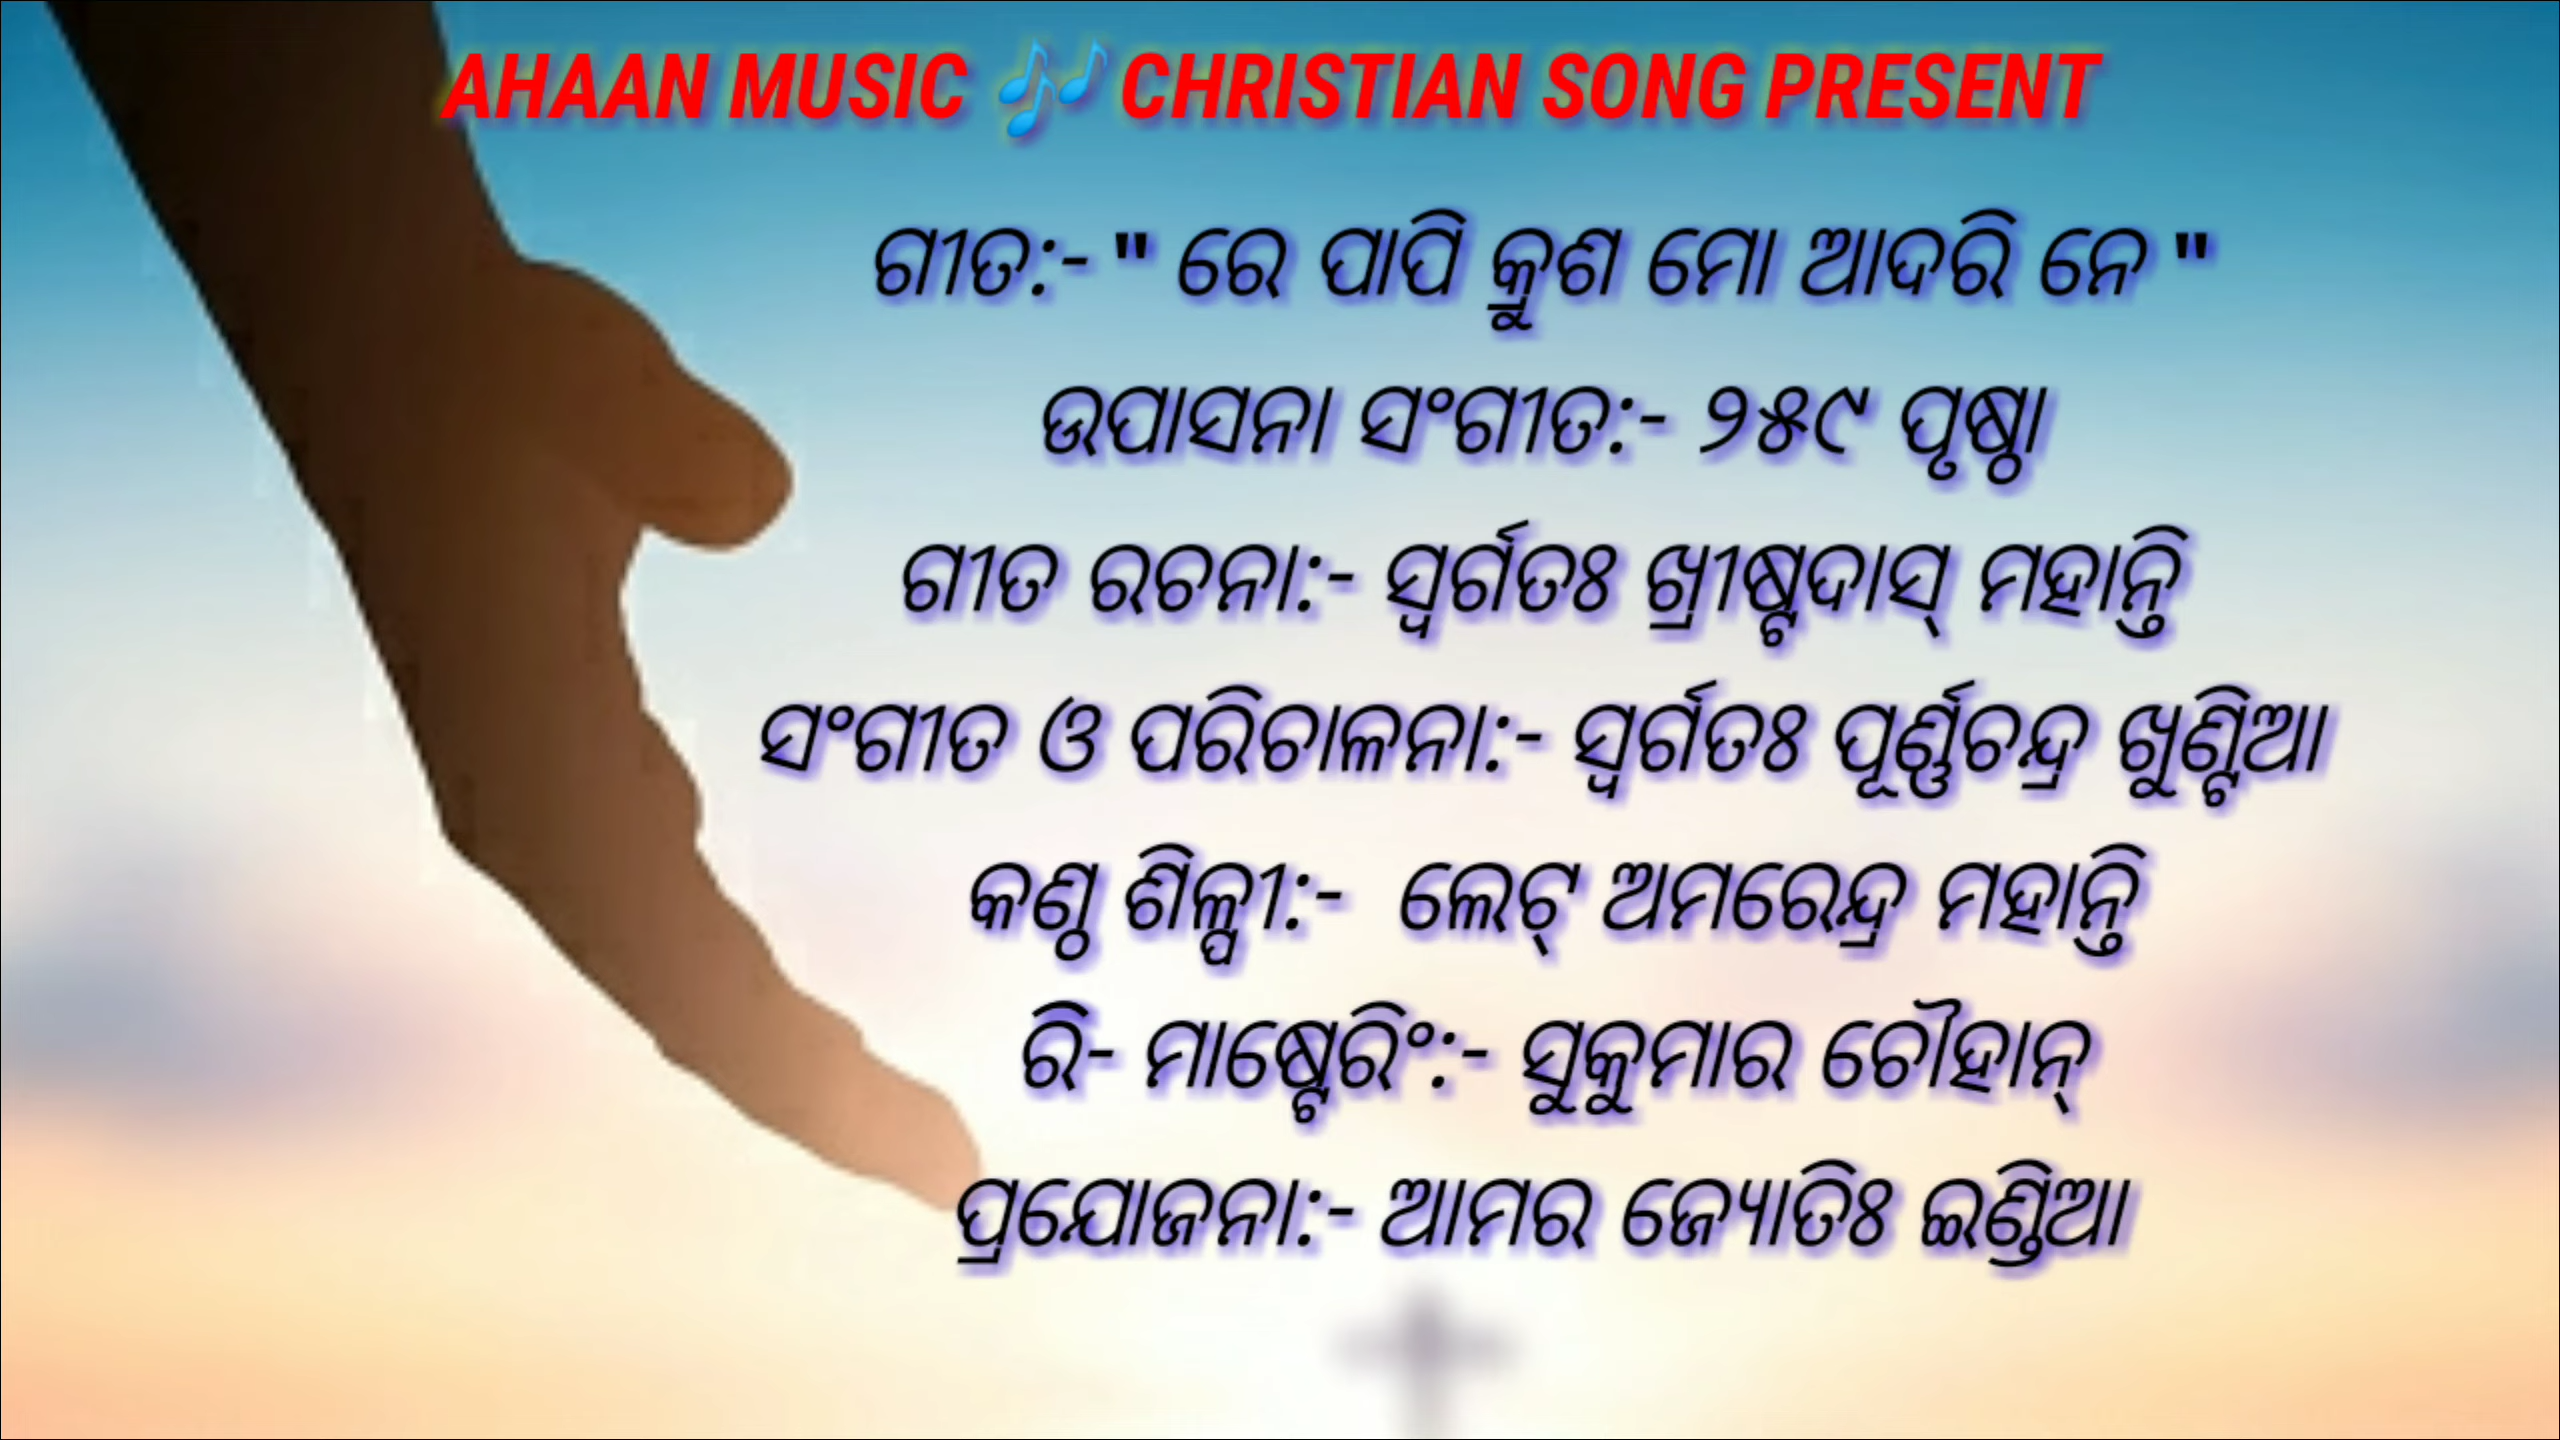 AHAAN MUSIC 🎶 CHRISTIAN SONG PRESENT
ଗୀତ:- " ରେ ପାପି କ୍ରୁଶ ମୋ ଆଦରି ନେ "
ଉପାସନା ସଂଗୀତ:- ୨୫୯ ପୃଷ୍ଠା
ଗୀତ ରଚନା:- ସ୍ୱର୍ଗତଃ ଖ୍ରୀଷ୍ଟଦାସ୍ ମହାନ୍ତି
ସଂଗୀତ ଓ ପରିଚାଳନା:- ସ୍ୱର୍ଗତଃ ପୂର୍ଣ୍ଣଚନ୍ଦ୍ର ଖୁଣ୍ଟିଆ
କଣ୍ଠ ଶିଳ୍ପୀ:- ଲେଟ୍ ଅମରେନ୍ଦ୍ର ମହାନ୍ତି
ରି- ମାଷ୍ଟେରିଂ:- ସୁକୁମାର ଚୌହାନ୍
ପ୍ରଯୋଜନା:- ଆମର ଜ୍ୟୋତିଃ ଇଣ୍ଡିଆ